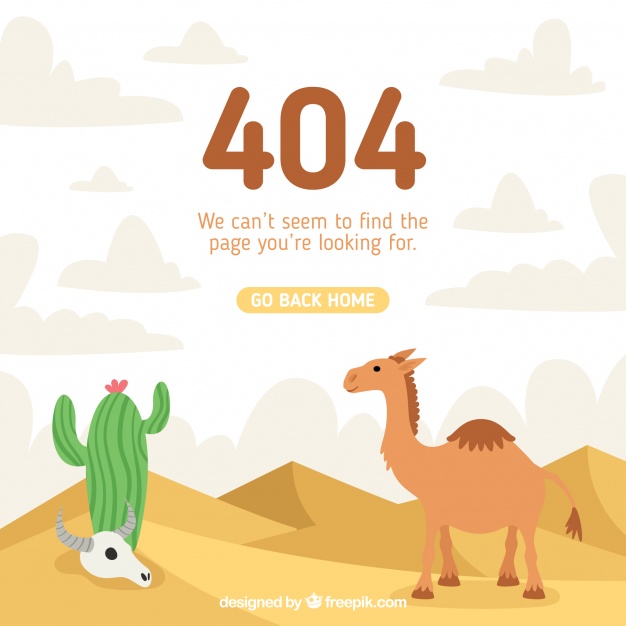 404
We can't seem to find the
page you're looking for.
GO BACK HOME
designed by freepik.com